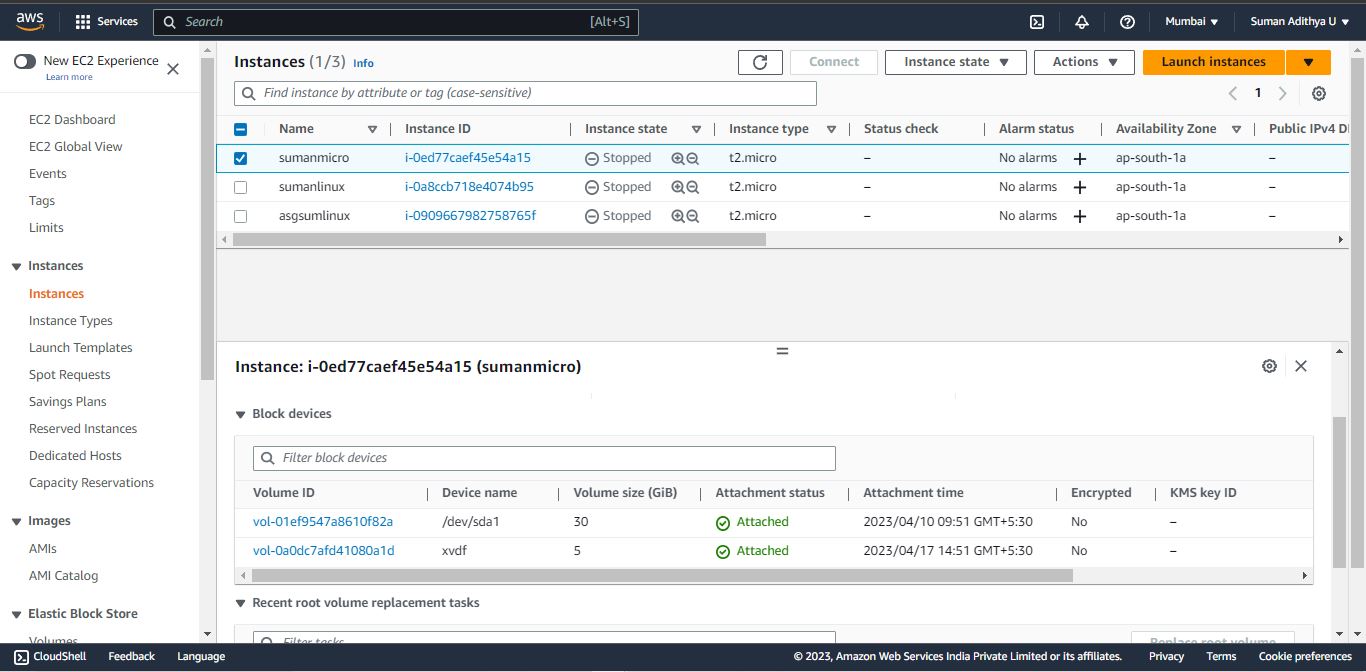 aws Services Search [Alt+S] Mumbai Suman Adithya U
New EC2 Experience
Learn more
EC2 Dashboard
EC2 Global View
Events
Tags
Limits
Instances
Instances
Instance Types
Launch Templates
Spot Requests
Savings Plans
Reserved Instances
Dedicated Hosts
Capacity Reservations
Images
AMIs
AMI Catalog
Elastic Block Store
Volumes
Instances (1/3) Info Connect Instance state Actions Launch instances
Find instance by attribute or tag (case-sensitive) 1
Name Instance ID Instance state Instance type Status check Alarm status Availability Zone Public IPv4 D
sumanmicro i-0ed77caef45e54a15 Stopped t2.micro – No alarms + ap-south-1a –
sumanlinux i-0a8ccb718e4074b95 Stopped t2.micro – No alarms + ap-south-1a –
asgsumlinux i-0909667982758765f Stopped t2.micro – No alarms + ap-south-1a –
Instance: i-0ed77caef45e54a15 (sumanmicro)
Block devices
Filter block devices
Volume ID Device name Volume size (GiB) Attachment status Attachment time Encrypted KMS key ID
vol-01ef9547a8610f82a /dev/sda1 30 Attached 2023/04/10 09:51 GMT+5:30 No –
vol-0a0dc7afd41080a1d xvdf 5 Attached 2023/04/17 14:51 GMT+5:30 No –
Recent root volume replacement tasks
Filter tasks Replace root volume
CloudShell Feedback Language © 2023, Amazon Web Services India Private Limited or its affiliates. Privacy Terms Cookie preferences